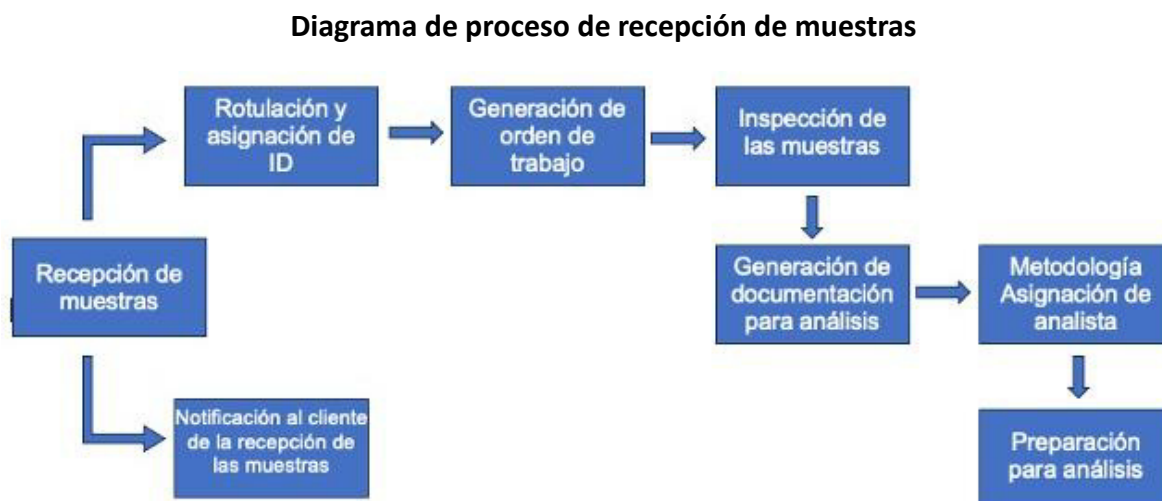 Diagrama de proceso de recepción de muestras
Rotulación y
asignación de
ID
Generación de
orden de
trabajo
Inspección de
las muestras
Recepción de
muestras
Generación de
documentación
para análisis
Metodología
Asignación de
analista
Notificación al cliente
de la recepción de
las muestras
Preparación
para análisis